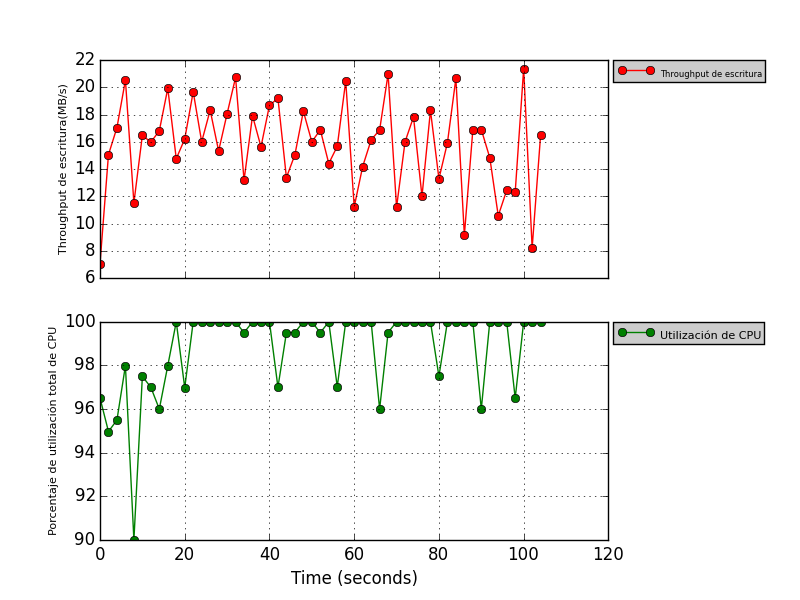 22
20
18
16
14
12
10
8
6
Throughput de escritura(MB/s)
Throughput de escritura
100
98
96
94
92
90
Porcentaje de utilización total de CPU
Utilización de CPU
0 20 40 60 80 100 120
Time (seconds)